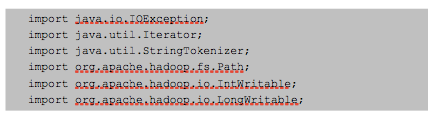 import java.io.IOException;
import java.util.Iterator;
import java.util.StringTokenizer;
import org.apache.hadoop.fs.Path;
import org.apache.hadoop.io.IntWritable;
import org.apache.hadoop.io.LongWritable;